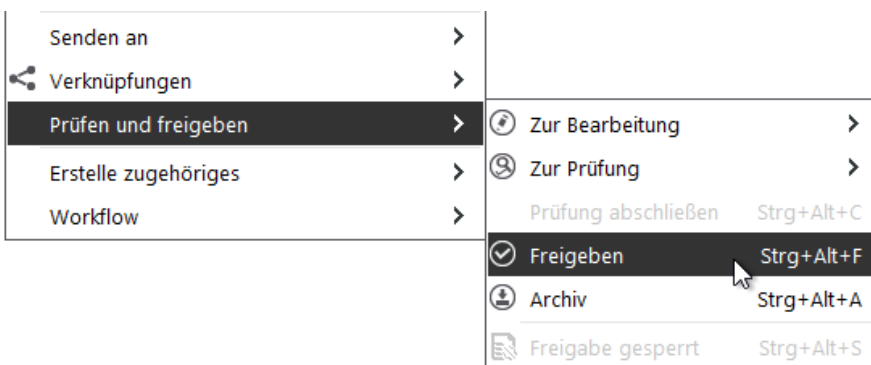 Senden an
Verknüpfungen
Prüfen und freigeben
Erstelle zugehöriges
Workflow
Zur Bearbeitung
Zur Prüfung
Prüfung abschließen Strg+Alt+C
Freigeben Strg+Alt+F
Archiv Strg+Alt+A
Freigabe gesperrt Strg+Alt+S